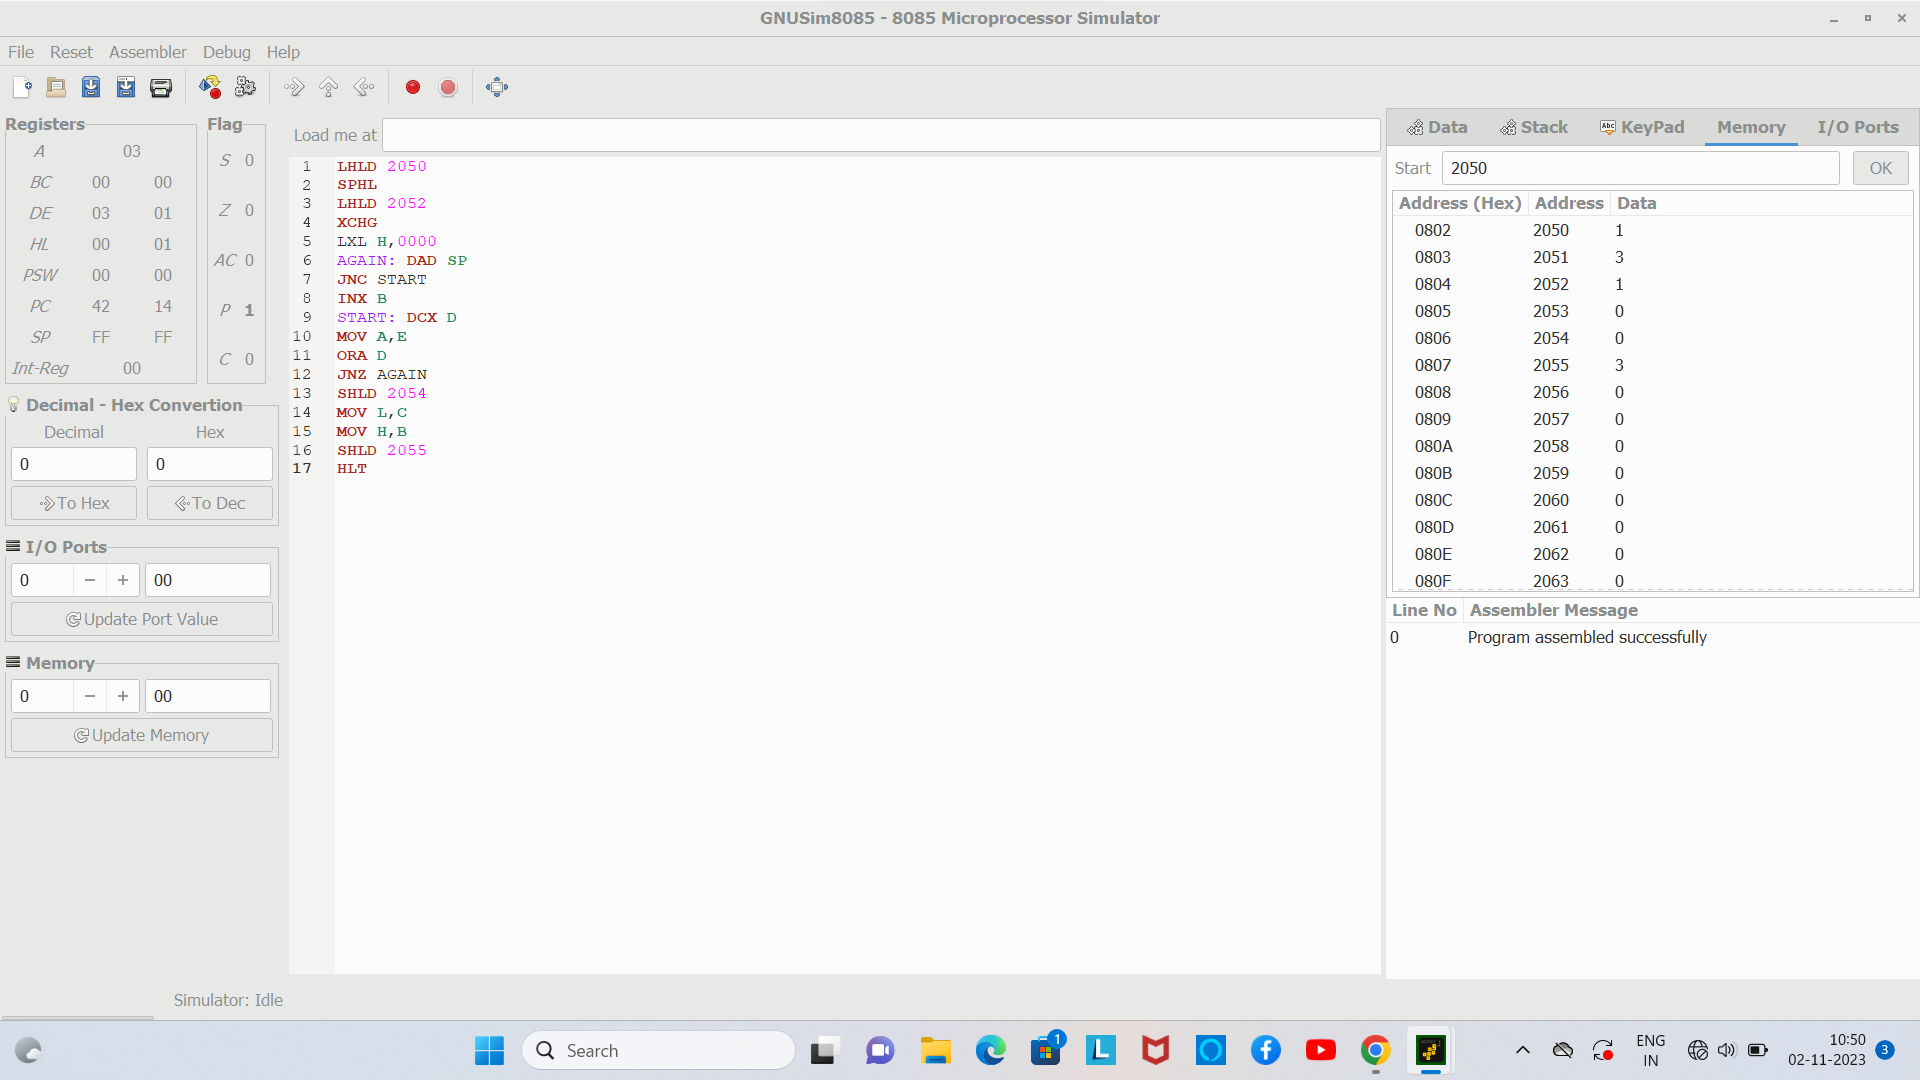 GNUSim8085 - 8085 Microprocessor Simulator
File Reset Assembler Debug Help
Registers
A 03
BC 00 00
DE 03 01
HL 00 01
PSW 00 00
PC 42 14
SP FF FF
Int-Reg 00
Flag
S 0
Z 0
AC 0
P 1
C 0
Decimal - Hex Convertion
Decimal Hex
0 0
To Hex To Dec
I/O Ports
0 − + 00
Update Port Value
Memory
0 − + 00
Update Memory
Load me at
1 LHLD 2050
2 SPHL
3 LHLD 2052
4 XCHG
5 LXL H,0000
6 AGAIN: DAD SP
7 JNC START
8 INX B
9 START: DCX D
10 MOV A,E
11 ORA D
12 JNZ AGAIN
13 SHLD 2054
14 MOV L,C
15 MOV H,B
16 SHLD 2055
17 HLT
Data Stack Abc KeyPad Memory I/O Ports
Start 2050 OK
Address (Hex) Address Data
0802 2050 1
0803 2051 3
0804 2052 1
0805 2053 0
0806 2054 0
0807 2055 3
0808 2056 0
0809 2057 0
080A 2058 0
080B 2059 0
080C 2060 0
080D 2061 0
080E 2062 0
080F 2063 0
Line No Assembler Message
0 Program assembled successfully
Simulator: Idle
Search
1
L
ENG
IN
10:50
02-11-2023
3